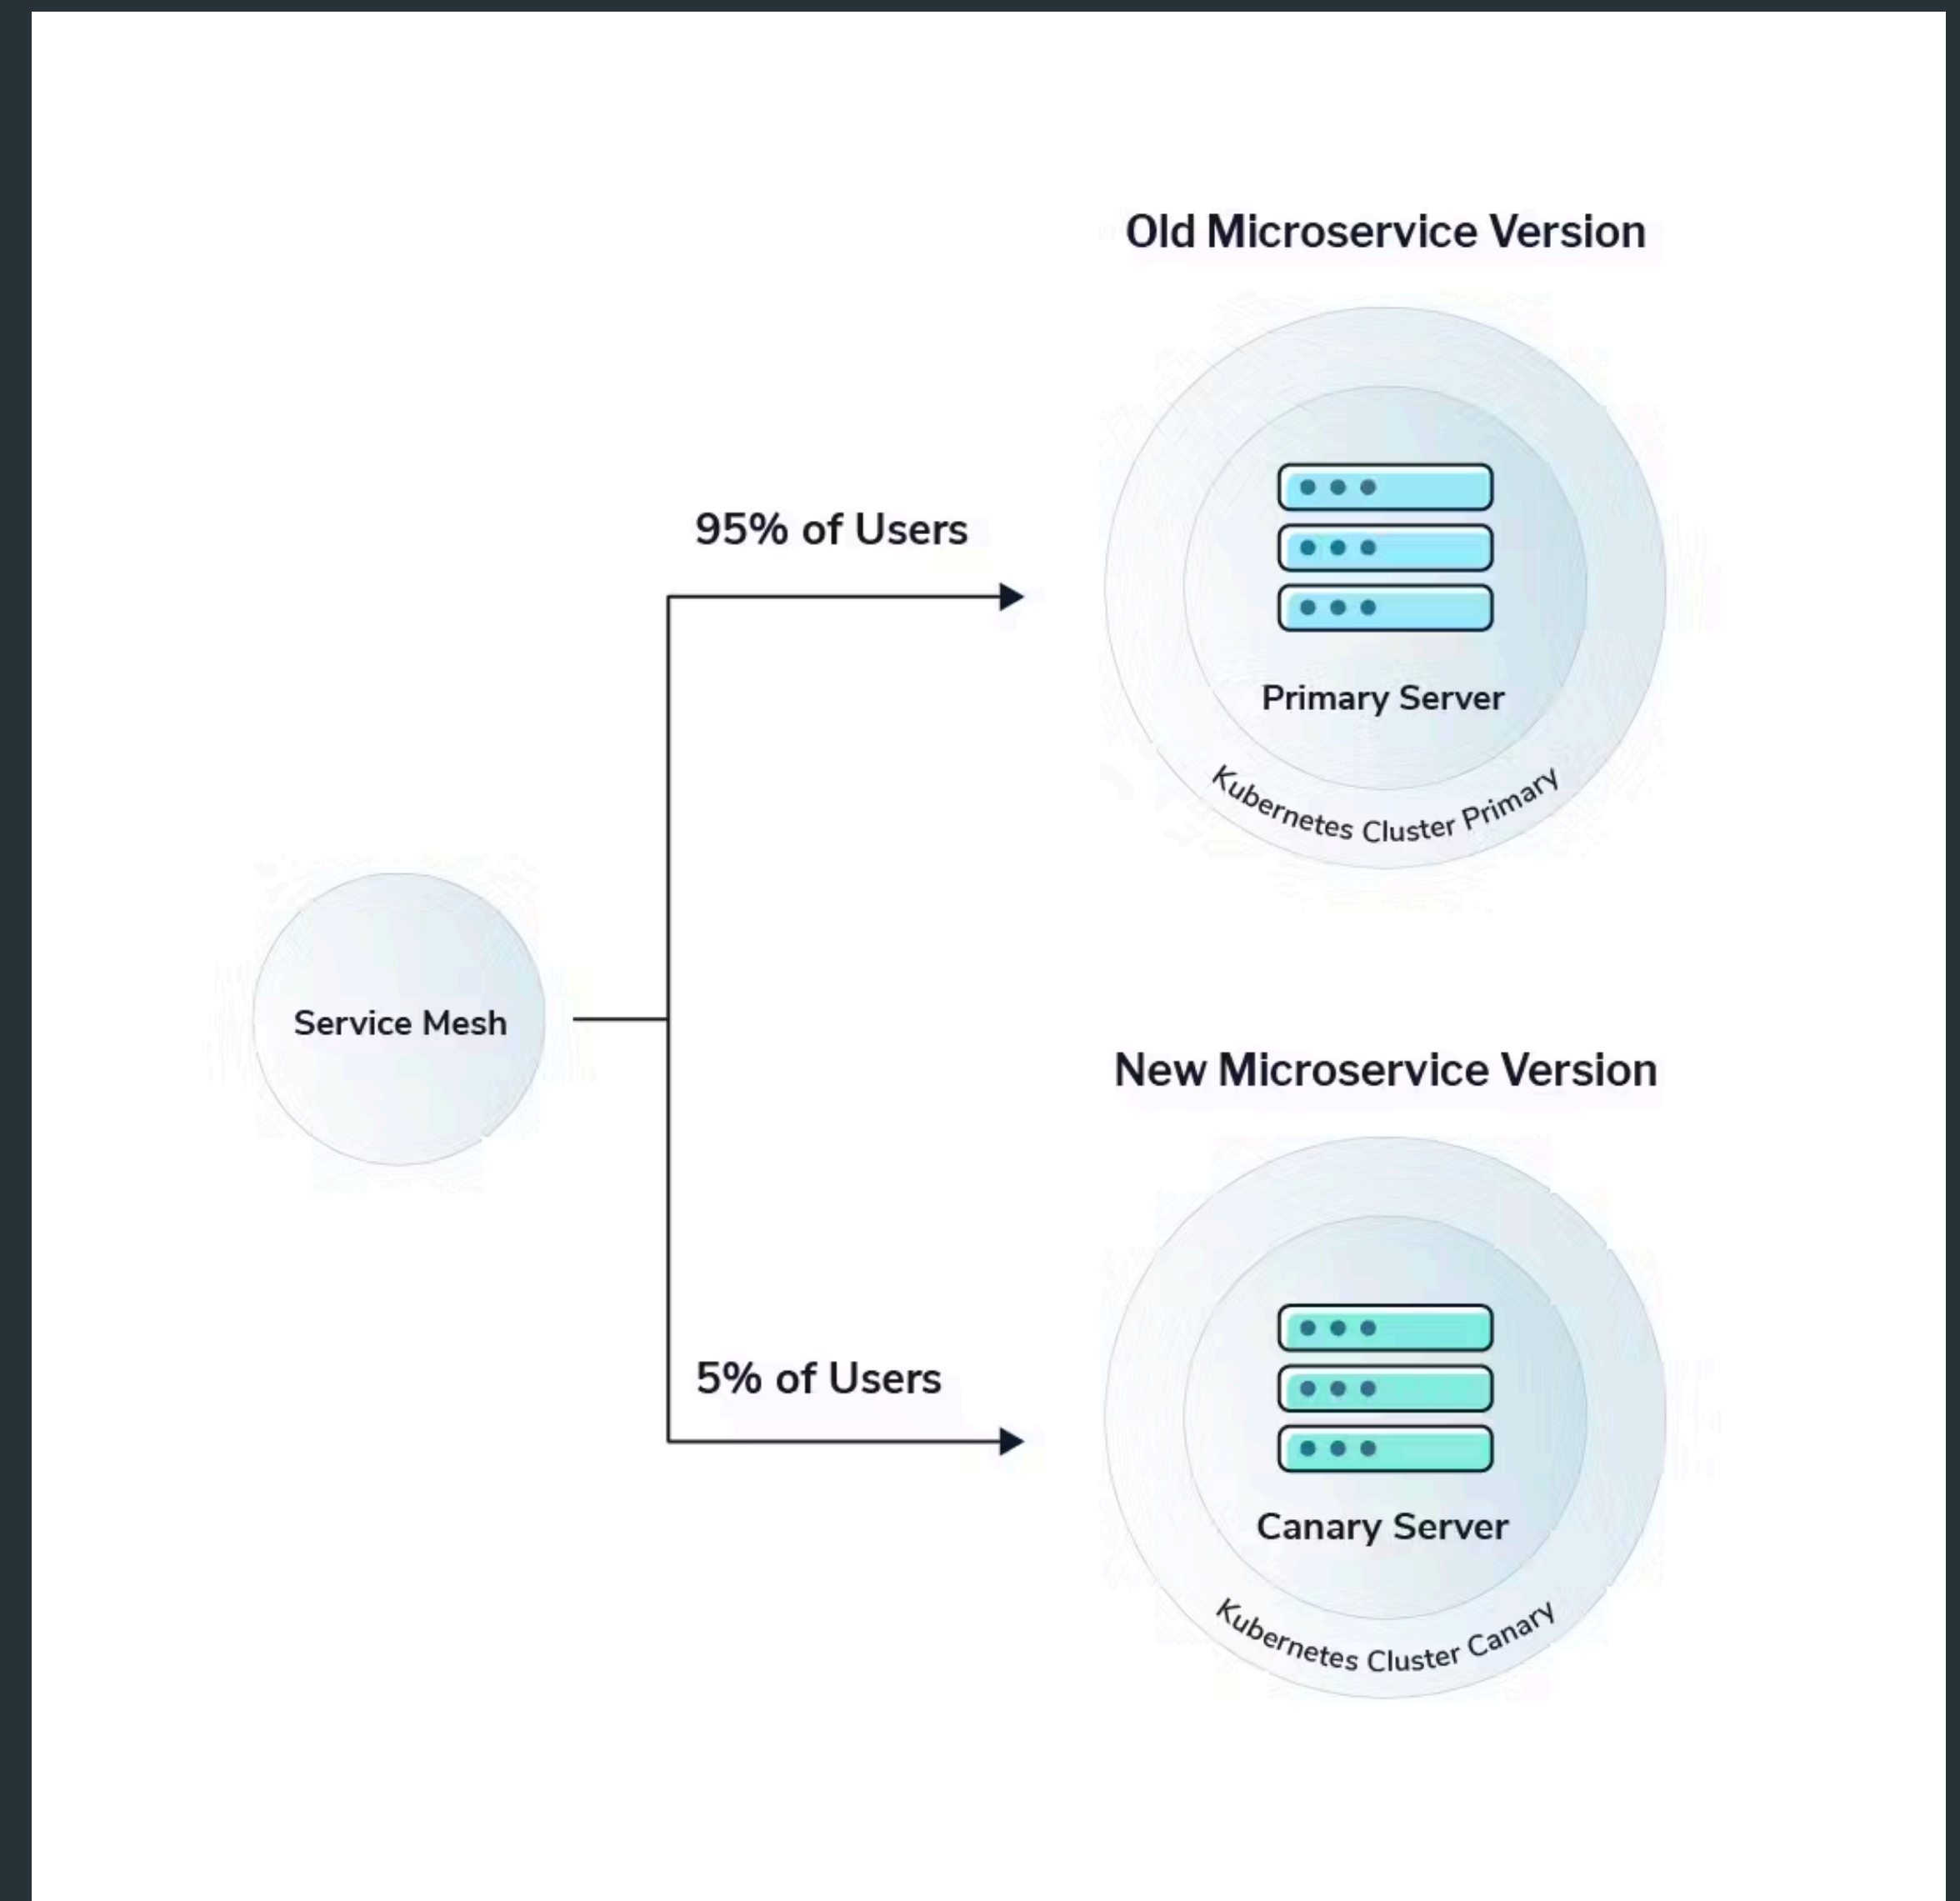 Old Microservice Version
95% of Users
Primary Server
Kubernetes Cluster Primary
Service Mesh
New Microservice Version
5% of Users
Canary Server
Kubernetes Cluster Canary